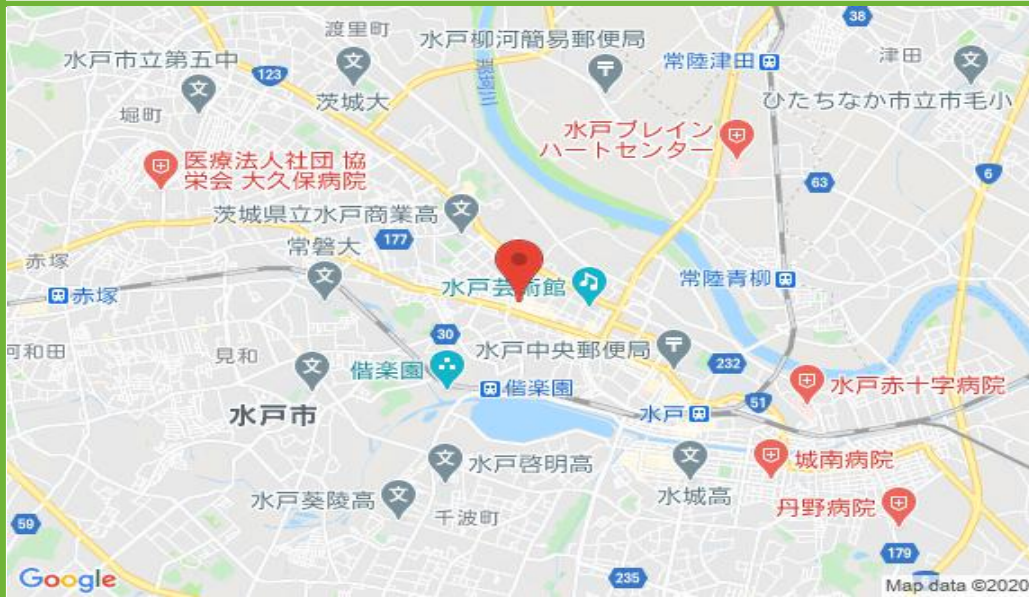 渡里町
38
水戸柳河簡易郵便局
水戸市立第五中
常陸津田
津田
123
那珂川
茨城大
ひたちなか市立市毛小
堀町
水戸ブレイン
ハートセンター
医療法人社団 協
栄会 大久保病院
63
6
茨城県立水戸商業高
177
常磐大
赤塚
水戸芸術館
常陸青柳
赤塚
30
河和田
見和
水戸中央郵便局
232
偕楽園
偕楽園
水戸赤十字病院
51
水戸市
水戸
城南病院
水戸啓明高
水城高
水戸葵陵高
丹野病院
千波町
59
179
235
Google
Map data ©2020